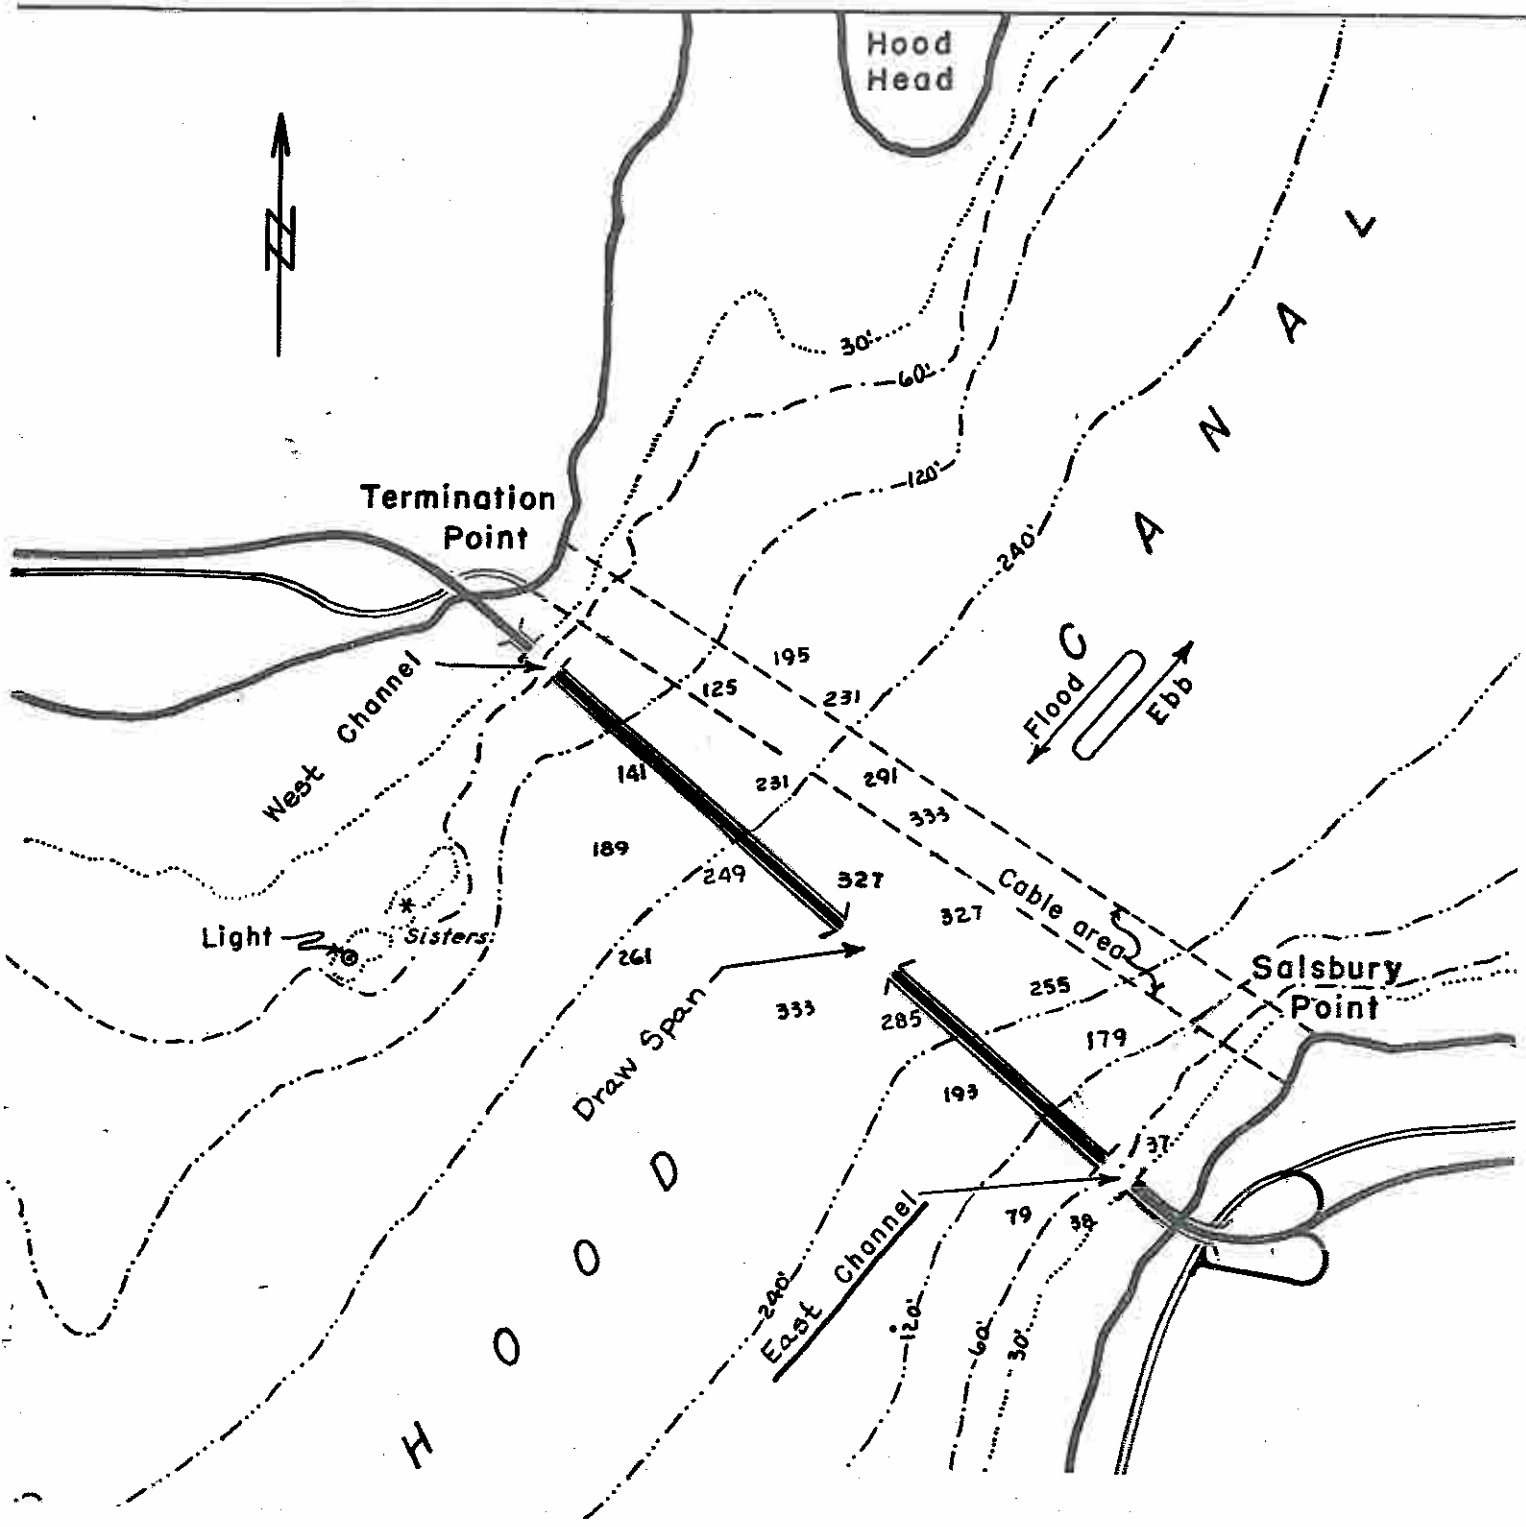 Hood
Head
N
30'
60'
120'
240'
CANAL
Termination
Point
195
125
231
Flood
Ebb
West Channel
141
231
291
333
189
249
327
327
Cable area
Light
Sisters
261
Draw Span
333
285
255
Salsbury
Point
179
193
37
79
38
East Channel
240'
120'
60'
30'
HOOD